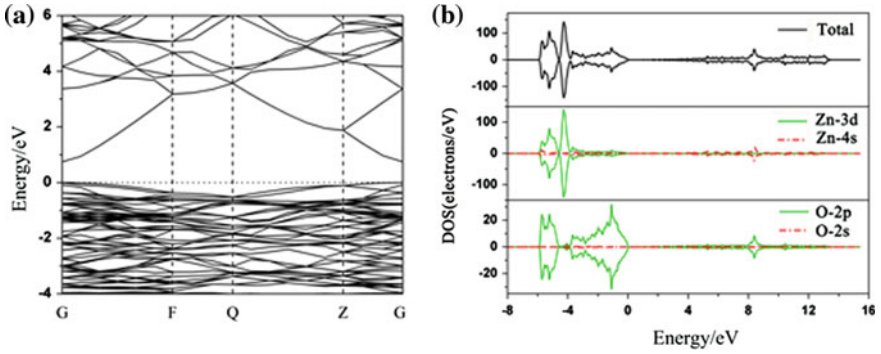 (a)
6
4
2
0
-2
-4
Energy/eV
G
F
Q
Z
G
(b)
Total
100
0
-100
Zn-3d
Zn-4s
100
0
-100
O-2p
O-2s
20
0
-20
DOS(electrons/eV)
-8
-4
0
4
8
12
16
Energy/eV